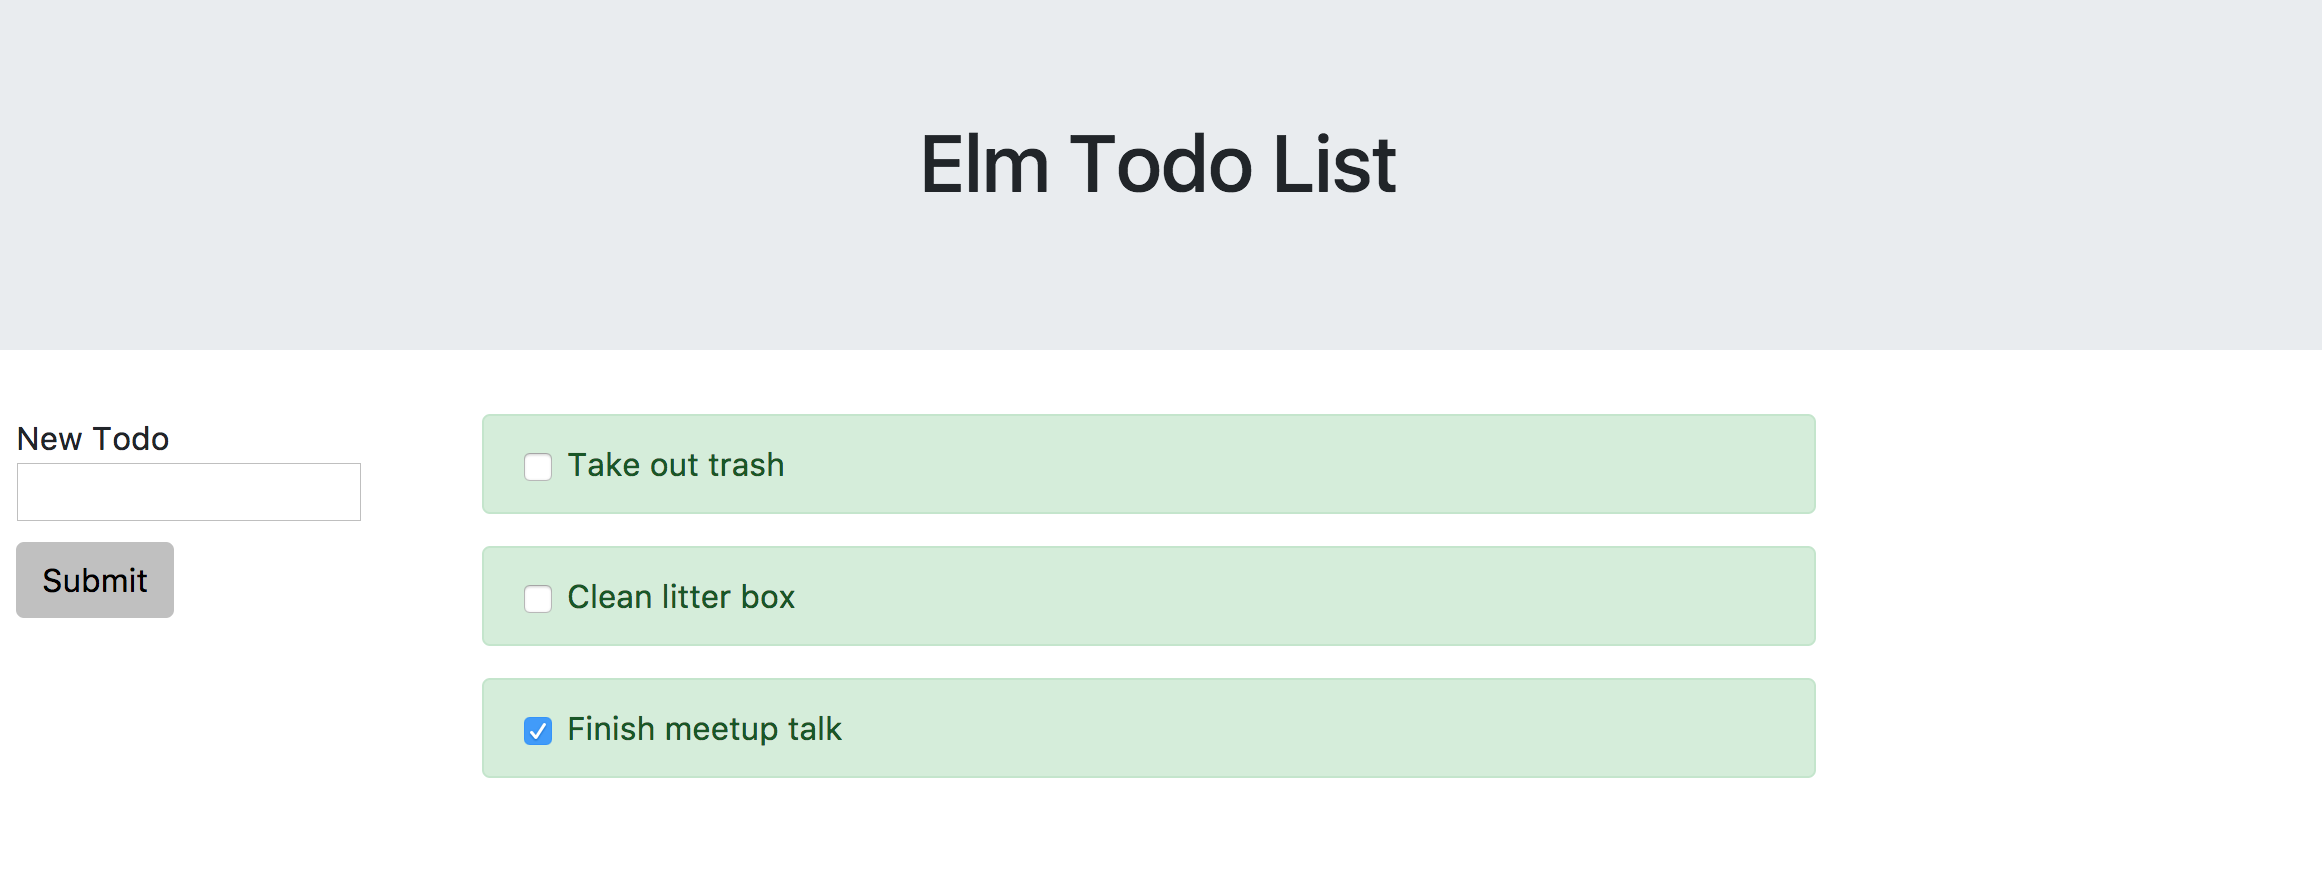 Elm Todo List
New Todo
Submit
Take out trash
Clean litter box
Finish meetup talk